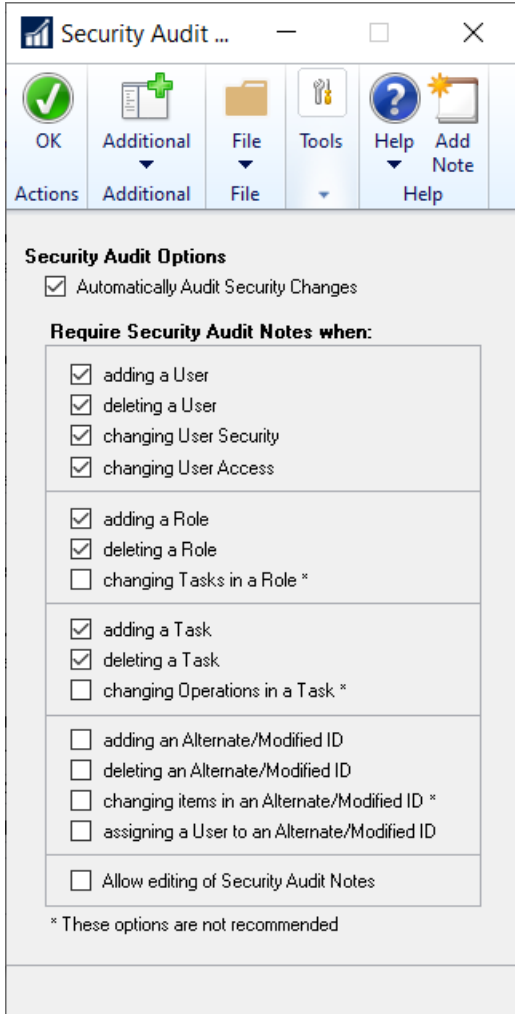 Security Audit ...
OK
Additional
File
Tools
Help
Add
Note
Actions
Additional
File
Help
Security Audit Options
Automatically Audit Security Changes
Require Security Audit Notes when:
adding a User
deleting a User
changing User Security
changing User Access
adding a Role
deleting a Role
changing Tasks in a Role *
adding a Task
deleting a Task
changing Operations in a Task *
adding an Alternate/Modified ID
deleting an Alternate/Modified ID
changing items in an Alternate/Modified ID *
assigning a User to an Alternate/Modified ID
Allow editing of Security Audit Notes
* These options are not recommended